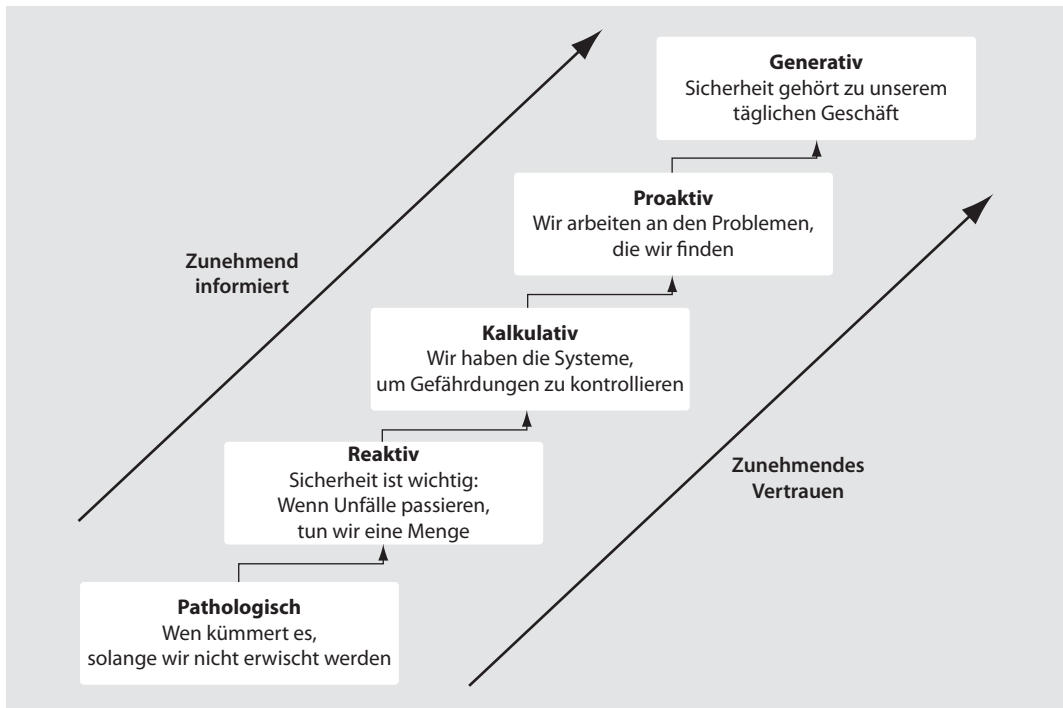 Generativ
Sicherheit gehört zu unserem
täglichen Geschäft
Proaktiv
Wir arbeiten an den Problemen,
die wir finden
Zunehmend
informiert
Kalkulativ
Wir haben die Systeme,
um Gefährdungen zu kontrollieren
Reaktiv
Sicherheit ist wichtig:
Wenn Unfälle passieren,
tun wir eine Menge
Zunehmendes
Vertrauen
Pathologisch
Wen kümmert es,
solange wir nicht erwischt werden